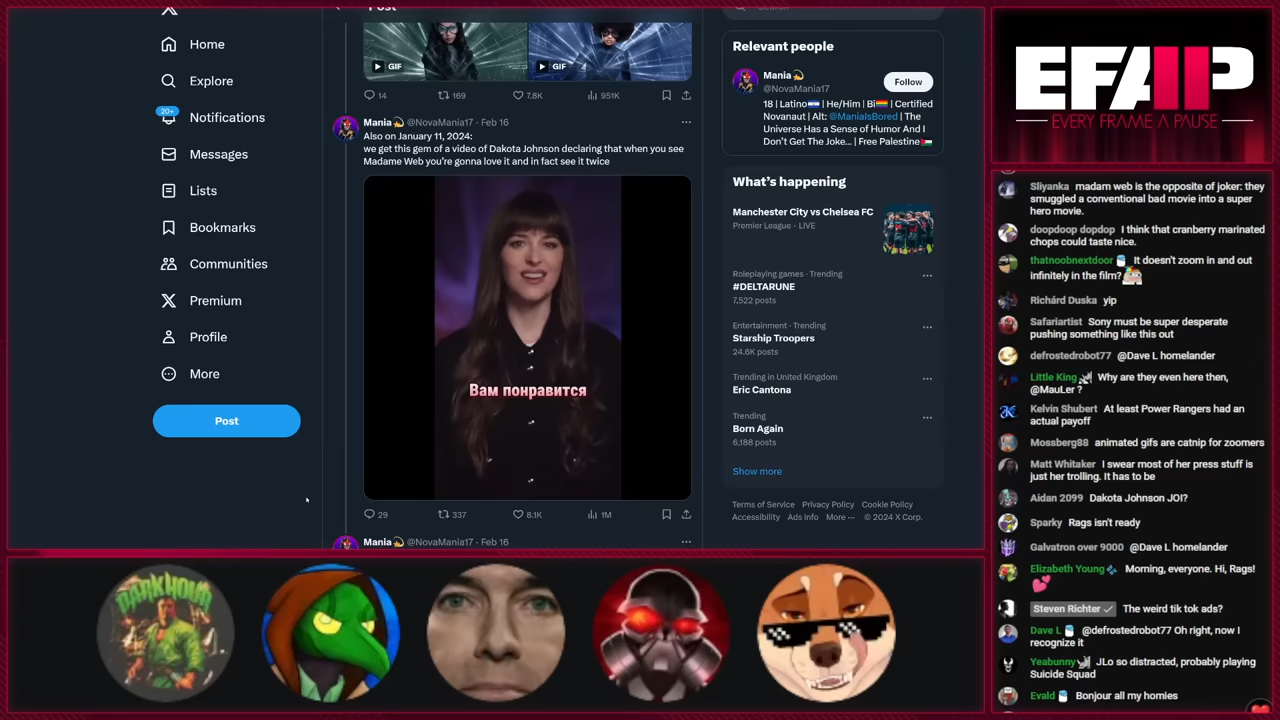 Post
Search
Home
Explore
20+
Notifications
Messages
Lists
Bookmarks
Communities
Premium
Profile
More
Post
GIF
GIF
14
169
7.8K
951K
Mania @NovaMania17 · Feb 16
Also on January 11, 2024:
we get this gem of a video of Dakota Johnson declaring that when you see
Madame Web you're gonna love it and in fact see it twice
Вам понравится
29
337
8.1K
1M
Mania @NovaMania17 · Feb 16
Relevant people
Mania
@NovaMania17
Follow
18 | Latino | He/Him | Bi | Certified
Novanaut | Alt: @ManiaIsBored | The
Universe Has a Sense of Humor And I
Don't Get The Joke... | Free Palestine
What's happening
Manchester City vs Chelsea FC
Premier League · LIVE
Roleplaying games · Trending
#DELTARUNE
7,522 posts
Entertainment · Trending
Starship Troopers
24.6K posts
Trending in United Kingdom
Eric Cantona
Trending
Born Again
6,188 posts
Show more
Terms of Service Privacy Policy Cookie Policy
Accessibility Ads info More ··· © 2024 X Corp.
EFAP
EVERY FRAME A PAUSE
Sliyanka madam web is the opposite of joker: they
smuggled a conventional bad movie into a super
hero movie.
doopdoop dopdop I think that cranberry marinated
chops could taste nice.
thatnoobnextdoor It doesn't zoom in and out
infinitely in the film?
Richárd Duska yip
Safariartist Sony must be super desperate
pushing something like this out
defrostedrobot77 @Dave L homelander
Little King Why are they even here then,
@MauLer ?
Kelvin Shubert At least Power Rangers had an
actual payoff
Mossberg88 animated gifs are catnip for zoomers
Matt Whitaker I swear most of her press stuff is
just her trolling. It has to be
Aidan 2099 Dakota Johnson JOI?
Sparky Rags isn't ready
Galvatron over 9000 @Dave L homelander
Elizabeth Young Morning, everyone. Hi, Rags!
Steven Richter The weird tik tok ads?
Dave L @defrostedrobot77 Oh right, now I
recognize it
Yeabunny JLo so distracted, probably playing
Suicide Squad
Evald Bonjour all my homies
DARKHOUR